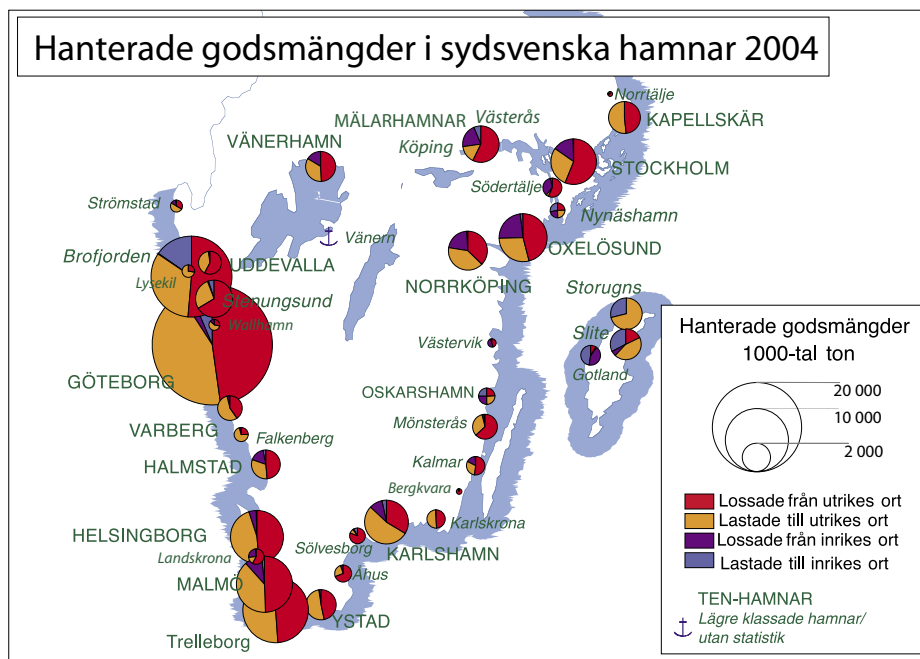 Hanterade godsmängder i sydsvenska hamnar 2004
Norrtälje
KAPELLSKÄR
MÄLARHAMNAR
Västerås
Köping
VÄNERHAMN
STOCKHOLM
Södertälje
Nynäshamn
Strömstad
Vänern
Brofjorden
UDDEVALLA
Lysekil
OXELÖSUND
NORRKÖPING
Stenungsund
Storugns
Wallhamn
Slite
Gotland
Västervik
GÖTEBORG
OSKARSHAMN
VARBERG
Mönsterås
Falkenberg
HALMSTAD
Kalmar
Bergkvara
HELSINGBORG
Karlskrona
Sölvesborg
KARLSHAMN
Landskrona
MALMÖ
Åhus
YSTAD
Trelleborg
Hanterade godsmängder
1000-tal ton
20 000
10 000
2 000
Lossade från utrikes ort
Lastade till utrikes ort
Lossade från inrikes ort
Lastade till inrikes ort
TEN-HAMNAR
Lägre klassade hamnar/
utan statistik